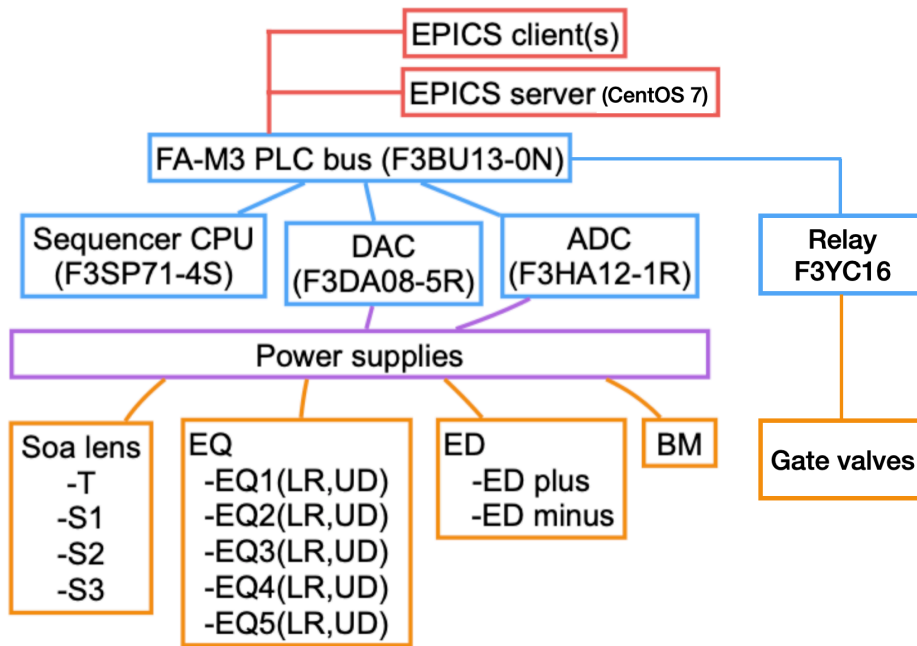 EPICS client(s)
EPICS server (CentOS 7)
FA-M3 PLC bus (F3BU13-0N)
Sequencer CPU
(F3SP71-4S)
DAC
(F3DA08-5R)
ADC
(F3HA12-1R)
Relay
F3YC16
Power supplies
Soa lens
-T
-S1
-S2
-S3
EQ
-EQ1(LR,UD)
-EQ2(LR,UD)
-EQ3(LR,UD)
-EQ4(LR,UD)
-EQ5(LR,UD)
ED
-ED plus
-ED minus
BM
Gate valves